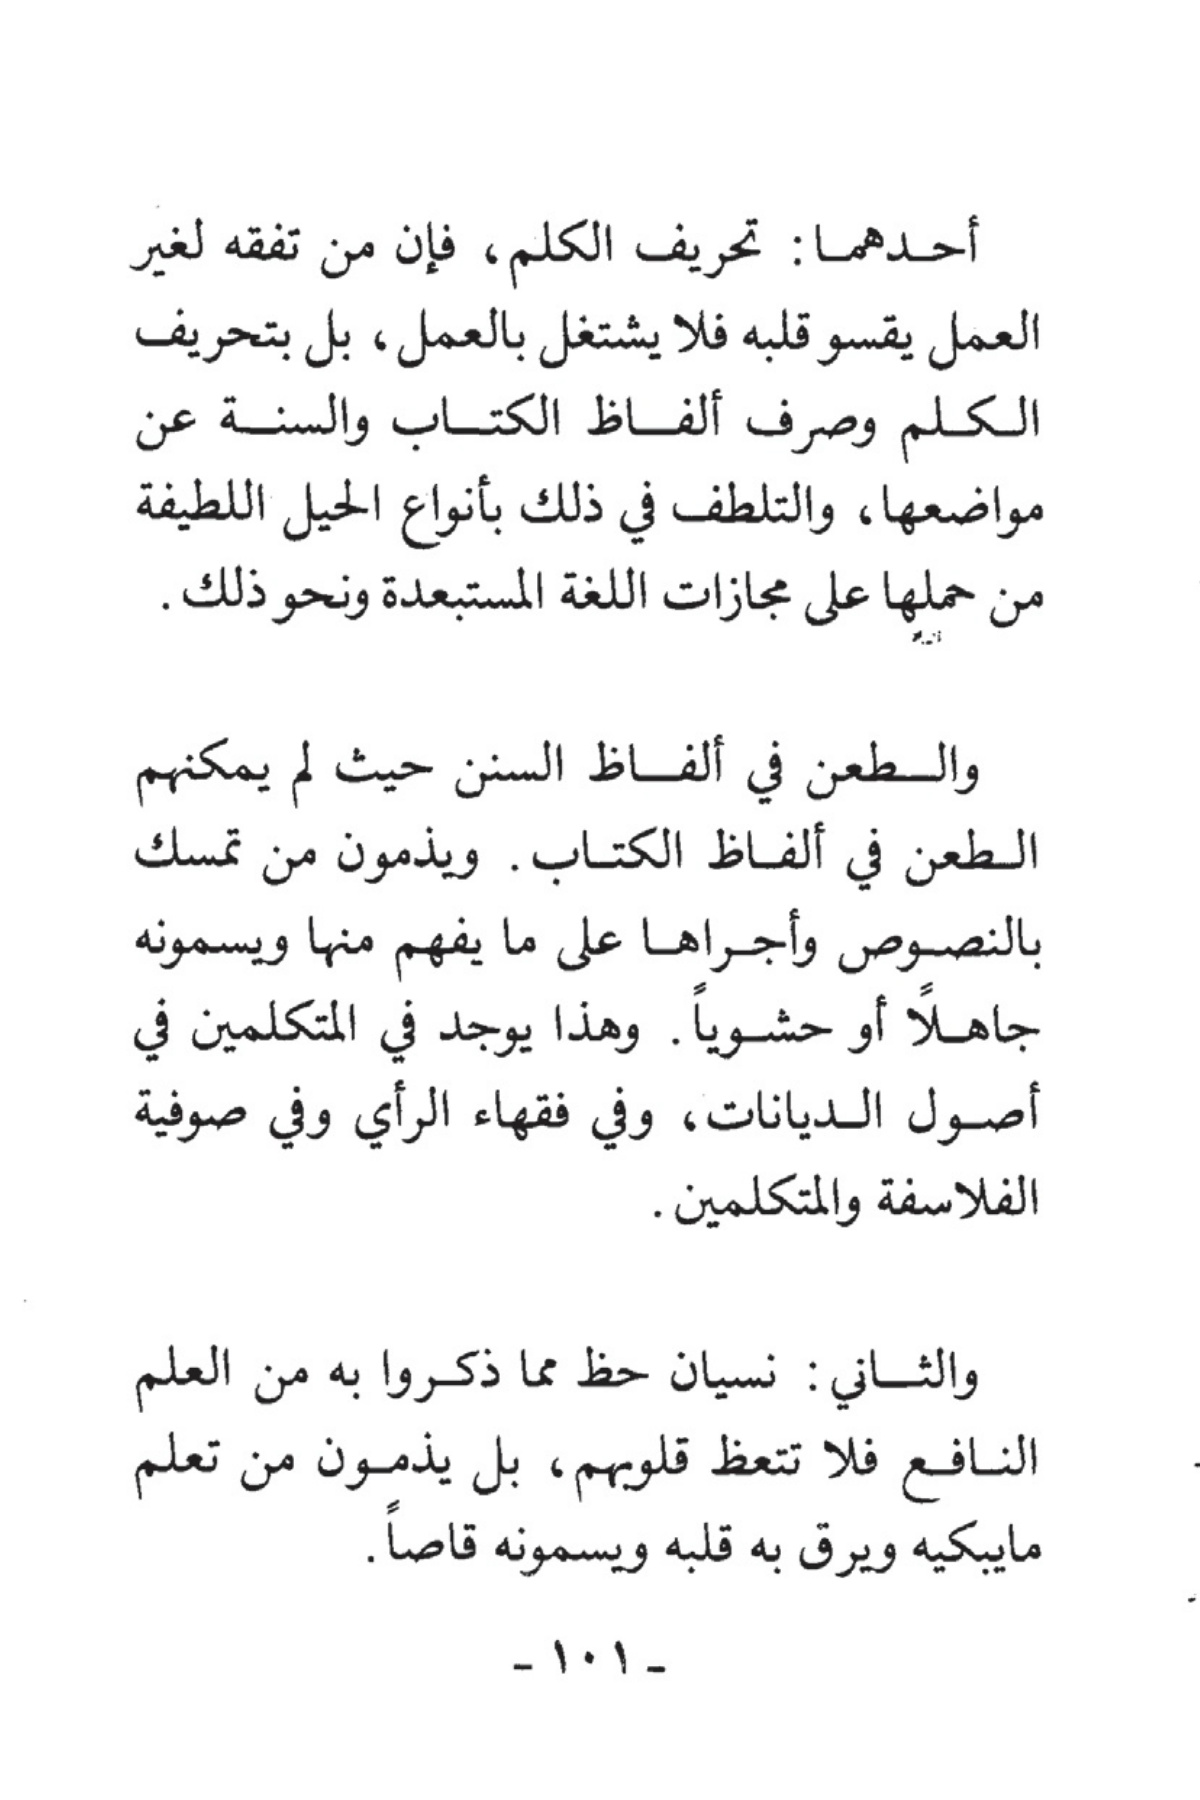 أحدهما: تحريف الكلم، فإن من تفقه لغير
العمل يقسو قلبه فلا يشتغل بالعمل، بل بتحريف
الكلم وصرف ألفاظ الكتاب والسنة عن
مواضعها، والتلطف في ذلك بأنواع الحيل اللطيفة
من حملها على مجازات اللغة المستبعدة ونحو ذلك.
والطعن في ألفاظ السنن حيث لم يمكنهم
الطعن في ألفاظ الكتاب. ويذمون من تمسك
بالنصوص وأجراها على ما يفهم منها ويسمونه
جاهلاً أو حشوياً. وهذا يوجد في المتكلمين في
أصول الديانات، وفي فقهاء الرأي وفي صوفية
الفلاسفة والمتكلمين.
والثاني: نسيان حظ مما ذكروا به من العلم
النافع فلا تتعظ قلوبهم، بل يذمون من تعلم
مايبكيه ويرق به قلبه ويسمونه قاصاً.
- ١٠١ -